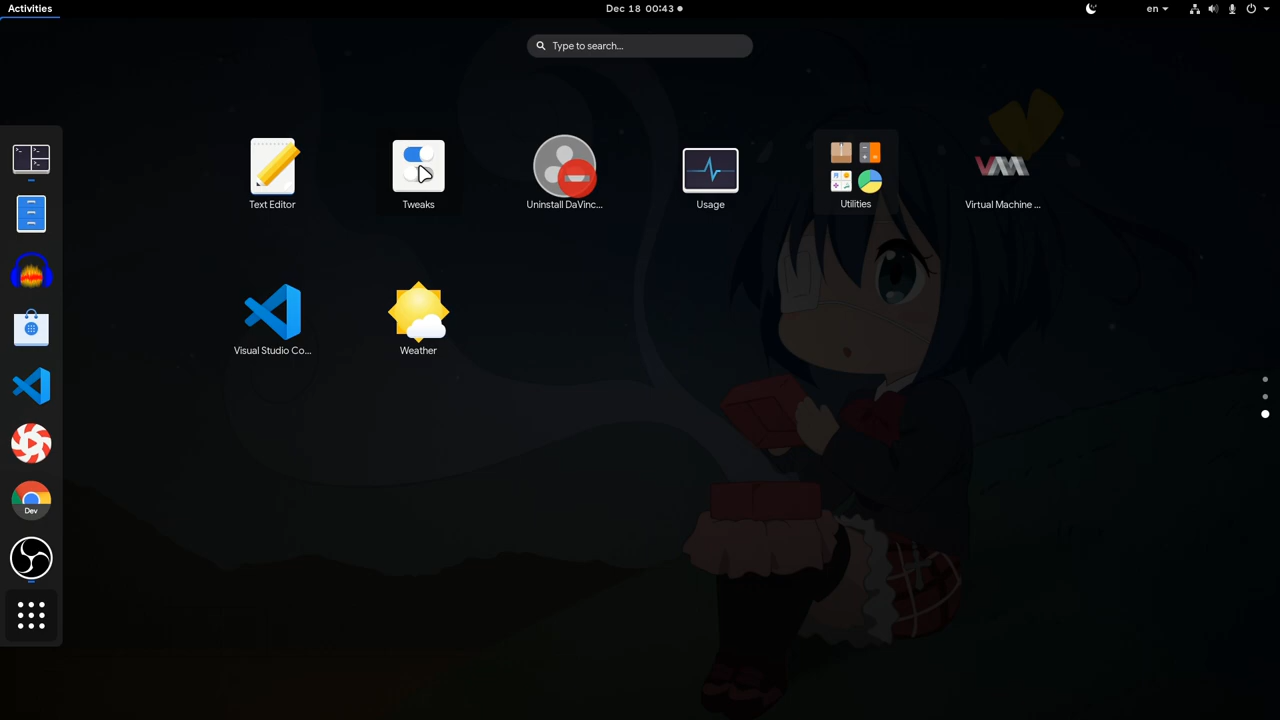 Activities
Dec 18 00:43
en
Type to search...
Text Editor
Tweaks
Uninstall DaVinc...
Usage
Utilities
VM
Virtual Machine ...
Visual Studio Co...
Weather
Dev